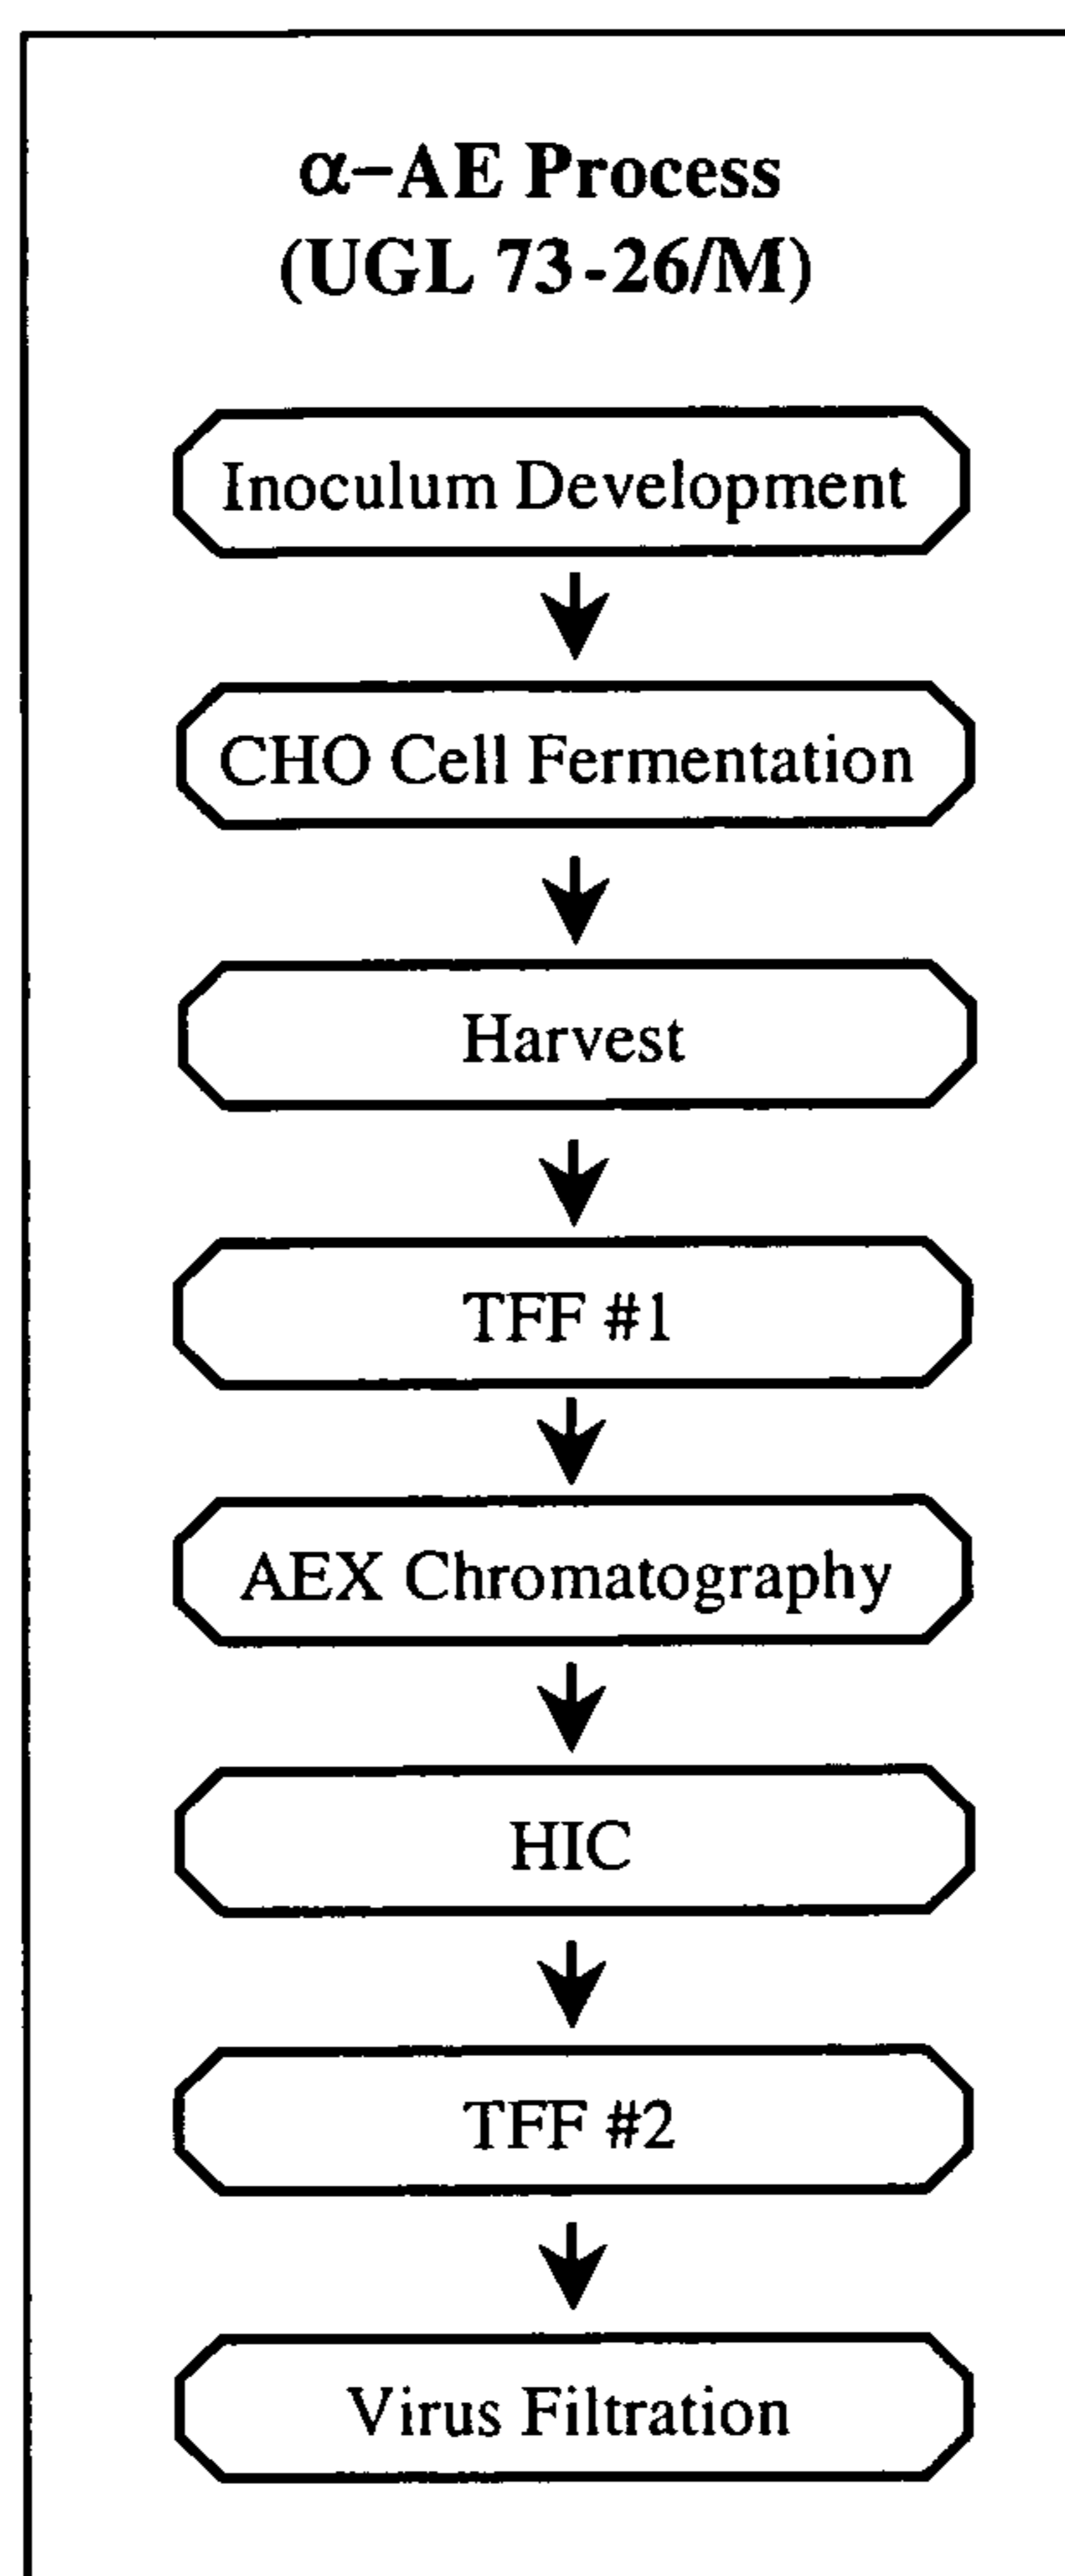 α-AE Process
(UGL 73-26/M)
Inoculum Development
CHO Cell Fermentation
Harvest
TFF #1
AEX Chromatography
HIC
TFF #2
Virus Filtration